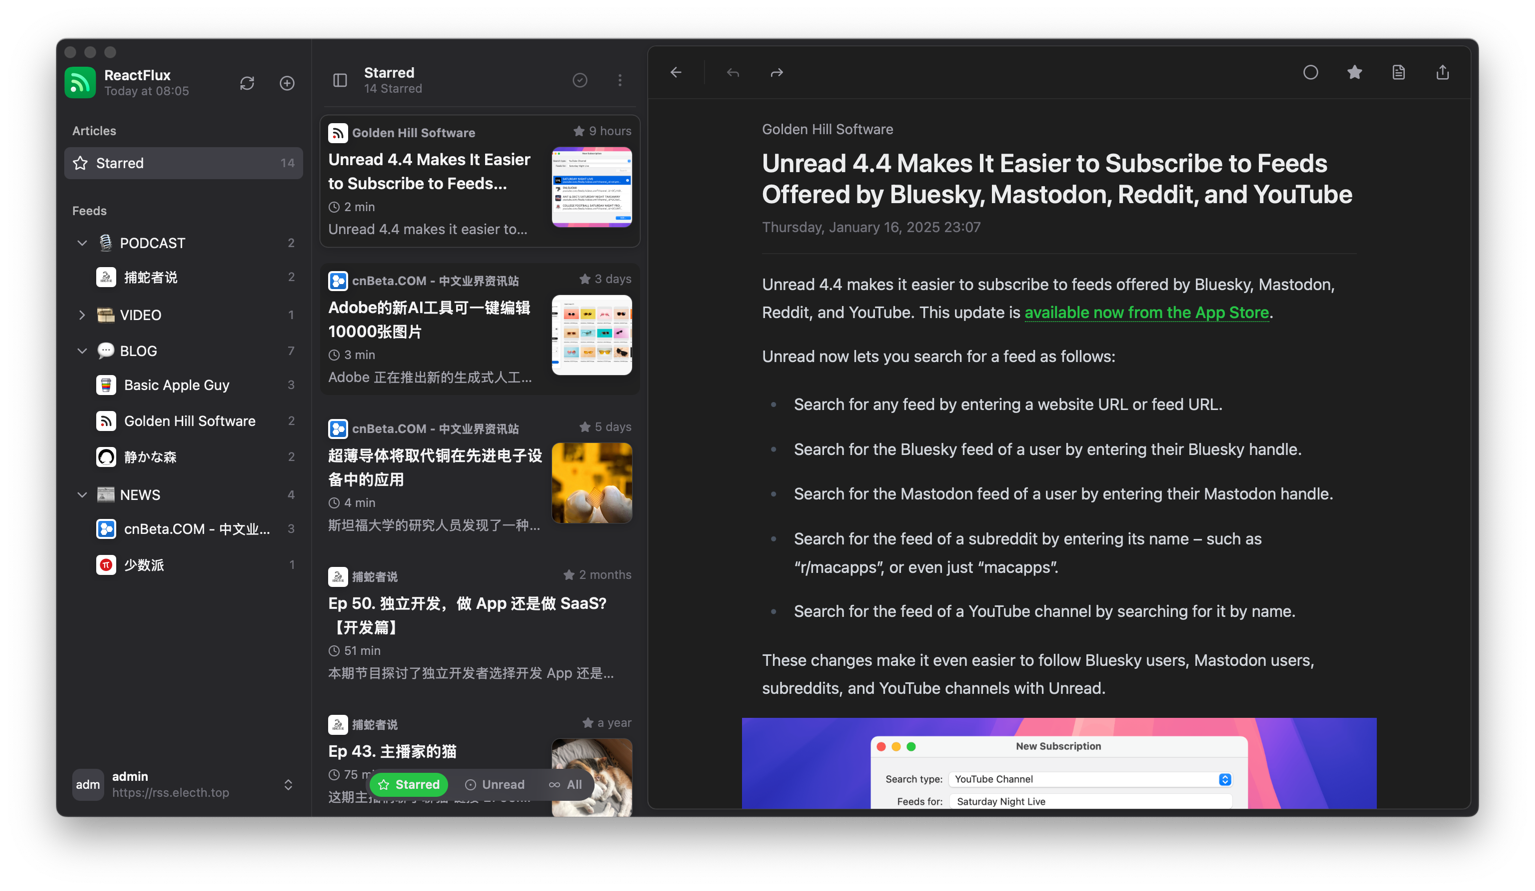 ReactFlux
Today at 08:05
Articles
Starred 14
Feeds
PODCAST 2
捕蛇者说 2
VIDEO 1
BLOG 7
Basic Apple Guy 3
Golden Hill Software 2
静かな森 2
NEWS 4
cnBeta.COM - 中文业... 3
少数派 1
adm
admin
https://rss.electh.top
Starred
14 Starred
Golden Hill Software 9 hours
Unread 4.4 Makes It Easier
to Subscribe to Feeds...
2 min
Unread 4.4 makes it easier to...
cnBeta.COM - 中文业界资讯站 3 days
Adobe的新AI工具可一键编辑
10000张图片
3 min
Adobe 正在推出新的生成式人工...
cnBeta.COM - 中文业界资讯站 5 days
超薄导体将取代铜在先进电子设
备中的应用
4 min
斯坦福大学的研究人员发现了一种...
捕蛇者说 2 months
Ep 50. 独立开发，做 App 还是做 SaaS?
【开发篇】
51 min
本期节目探讨了独立开发者选择开发 App 还是...
捕蛇者说 a year
Ep 43. 主播家的猫
75
Starred Unread All
Golden Hill Software
Unread 4.4 Makes It Easier to Subscribe to Feeds
Offered by Bluesky, Mastodon, Reddit, and YouTube
Thursday, January 16, 2025 23:07
Unread 4.4 makes it easier to subscribe to feeds offered by Bluesky, Mastodon,
Reddit, and YouTube. This update is available now from the App Store.
Unread now lets you search for a feed as follows:
• Search for any feed by entering a website URL or feed URL.
• Search for the Bluesky feed of a user by entering their Bluesky handle.
• Search for the Mastodon feed of a user by entering their Mastodon handle.
• Search for the feed of a subreddit by entering its name – such as
“r/macapps”, or even just “macapps”.
• Search for the feed of a YouTube channel by searching for it by name.
These changes make it even easier to follow Bluesky users, Mastodon users,
subreddits, and YouTube channels with Unread.
New Subscription
Search type: YouTube Channel
Feeds for: Saturday Night Live